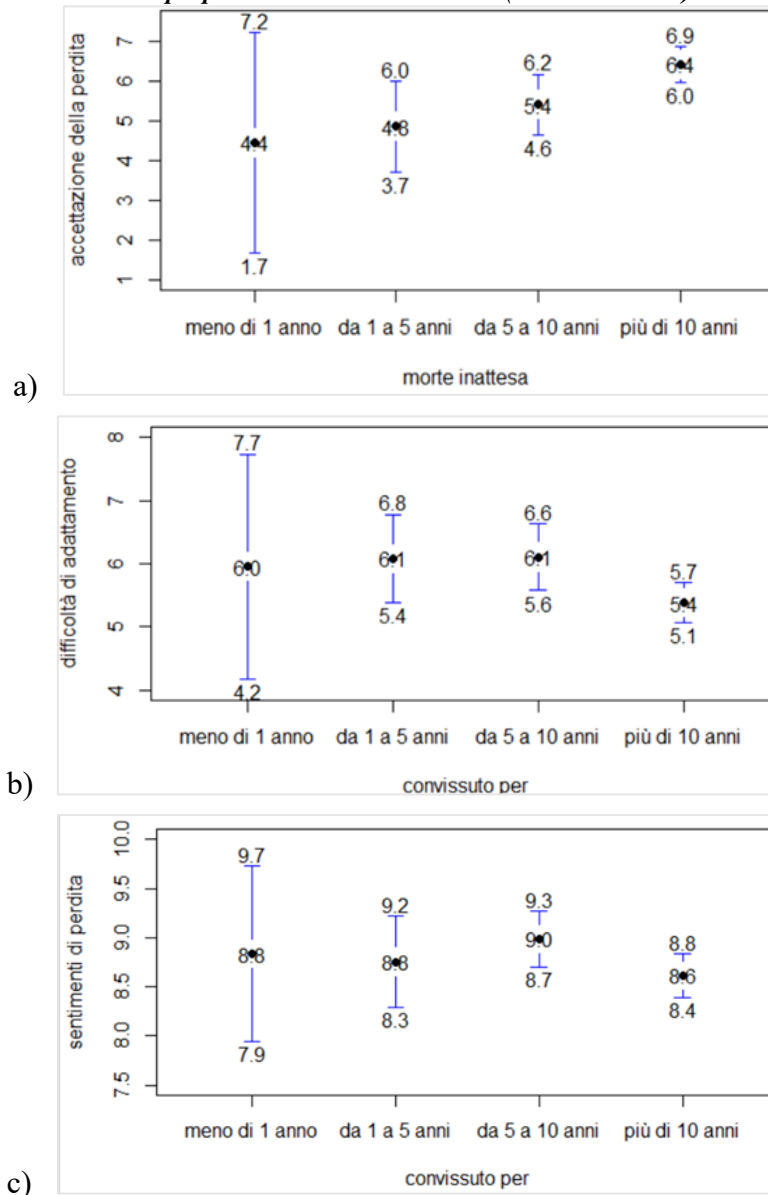 7.2
6.0
6.2
6.9
4.4
4.8
5.4
6.4
1.7
3.7
4.6
6.0
accettazione della perdita
1 2 3 4 5 6 7
meno di 1 anno da 1 a 5 anni da 5 a 10 anni più di 10 anni
morte inattesa
a)
7.7
6.8
6.6
5.7
6.0
6.1
6.1
5.4
4.2
5.4
5.6
5.1
difficoltà di adattamento
4 5 6 7 8
meno di 1 anno da 1 a 5 anni da 5 a 10 anni più di 10 anni
convissuto per
b)
9.7
9.2
9.3
8.8
8.8
8.8
9.0
8.6
7.9
8.3
8.7
8.4
sentimenti di perdita
7.5 8.0 8.5 9.0 9.5 10.0
meno di 1 anno da 1 a 5 anni da 5 a 10 anni più di 10 anni
convissuto per
c)